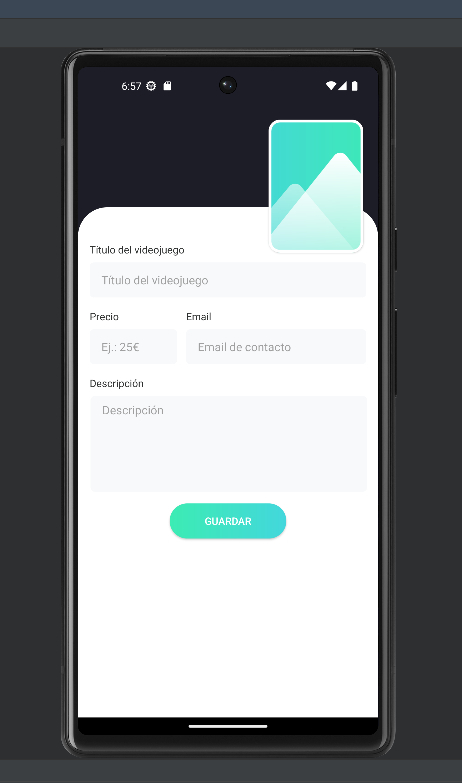 6:57
Título del videojuego
Título del videojuego
Precio
Email
Ej.: 25€
Email de contacto
Descripción
Descripción
GUARDAR